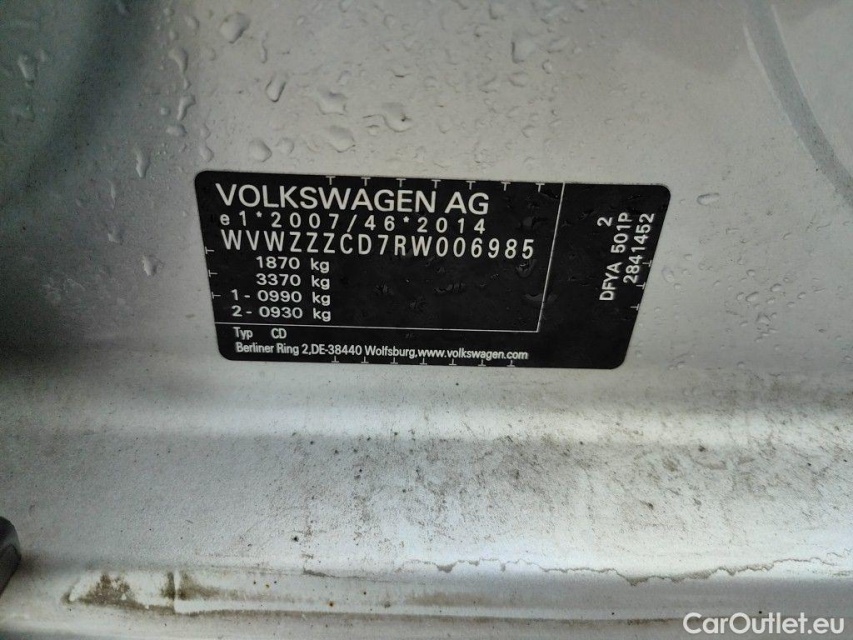 VOLKSWAGEN AG
e1*2007/46*2014
WVWZZZCD7RW006985
1870 kg
3370 kg
1 - 0990 kg
2 - 0930 kg
Typ CD
Berliner Ring 2,DE-38440 Wolfsburg,www.volkswagen.com
2
DFYA 501P
2841452
CarOutlet.eu